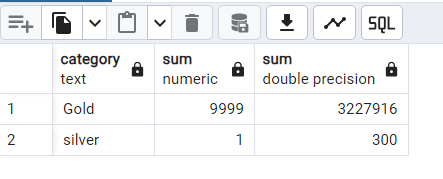 SQL
category sum sum
text numeric double precision
1 Gold 9999 3227916
2 silver 1 300